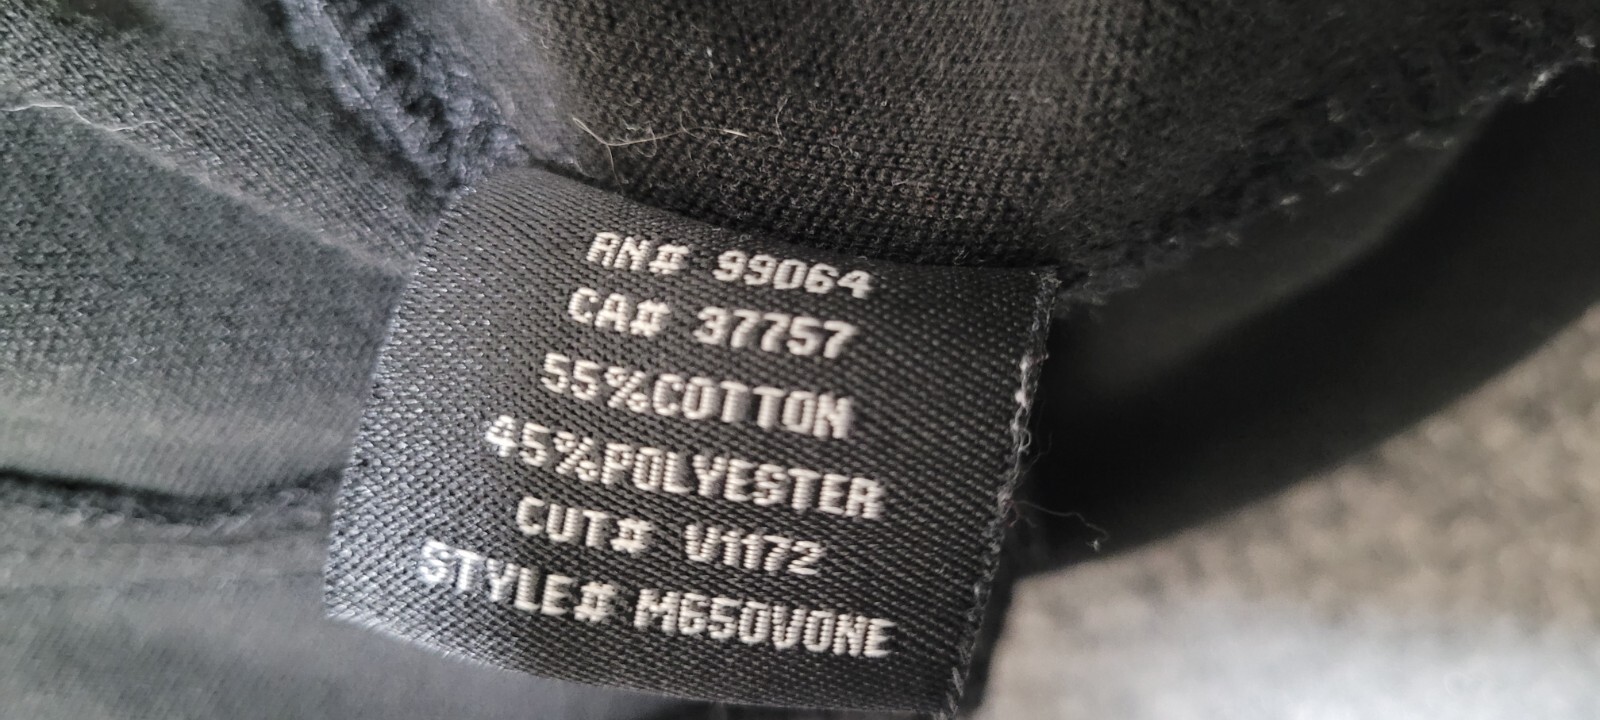 RN# 99064
CA# 37757
55%COTTON
45%POLYESTER
CUT# V1172
STYLE# M650VONE